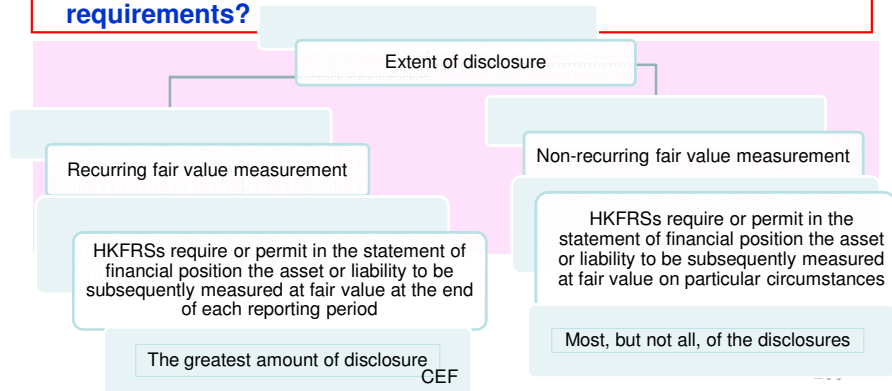 requirements?
Extent of disclosure
Recurring fair value measurement
Non-recurring fair value measurement
HKFRSs require or permit in the
statement of financial position the asset
or liability to be subsequently measured
at fair value on particular circumstances
HKFRSs require or permit in the statement of
financial position the asset or liability to be
subsequently measured at fair value at the end
of each reporting period
Most, but not all, of the disclosures
The greatest amount of disclosure
CEF